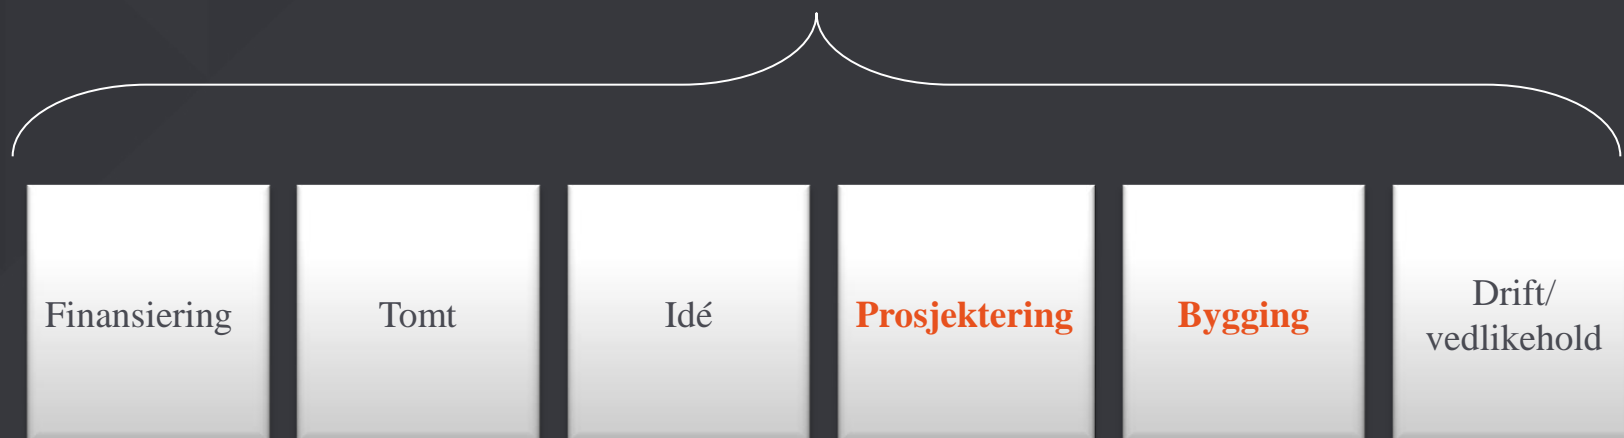 Finansiering
Tomt
Idé
Prosjektering
Bygging
Drift/
vedlikehold